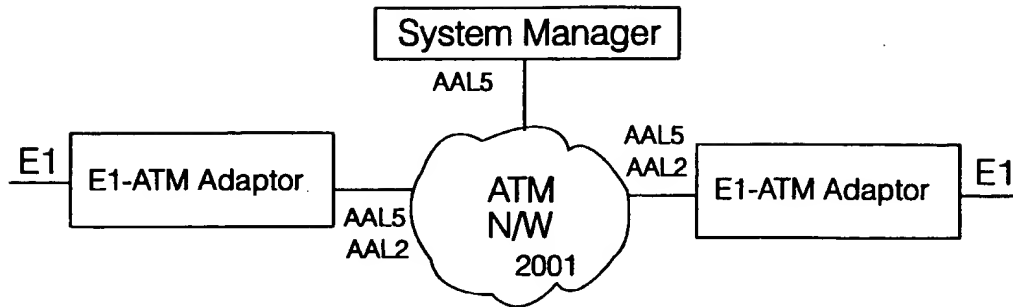 System Manager
AAL5
E1
E1-ATM Adaptor
AAL5
AAL2
ATM
N/W
2001
AAL5
AAL2
E1-ATM Adaptor
E1